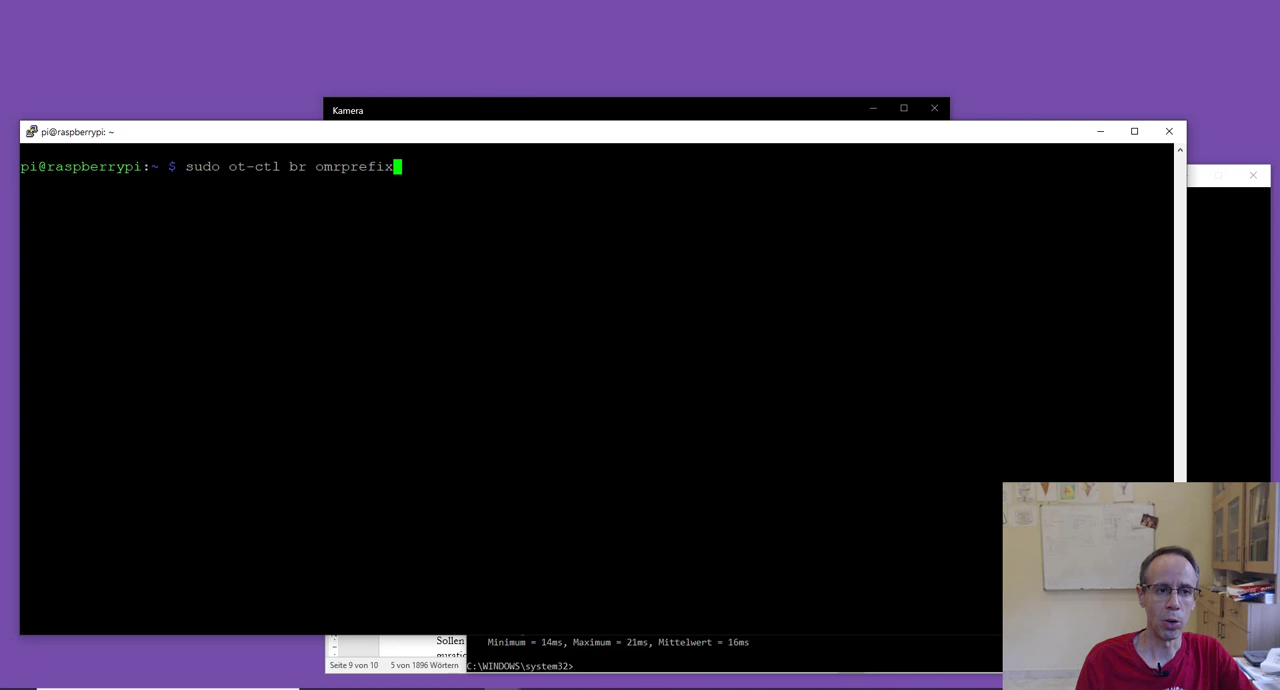 Kamera
pi@raspberrypi: ~
pi@raspberrypi:~ $ sudo ot-ctl br omrprefix
Sollen
Minimum = 14ms, Maximum = 21ms, Mittelwert = 16ms
Seite 9 von 10 5 von 1896 Wörtern
C:\WINDOWS\system32>